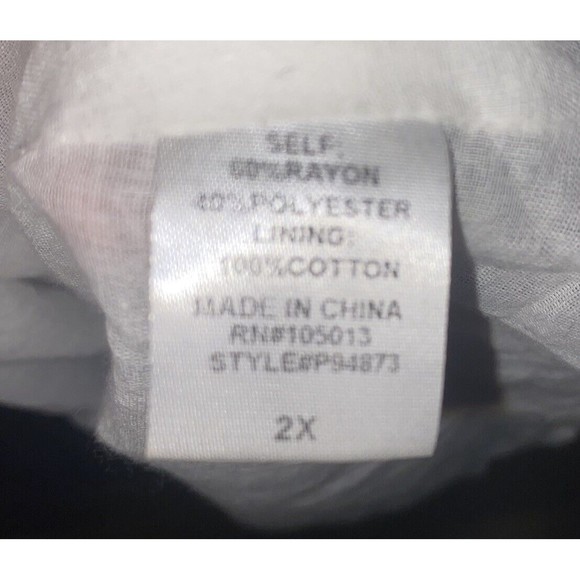 SELF:
60%RAYON
40%POLYESTER
LINING:
100%COTTON
MADE IN CHINA
RN#105013
STYLE#P94873
2X